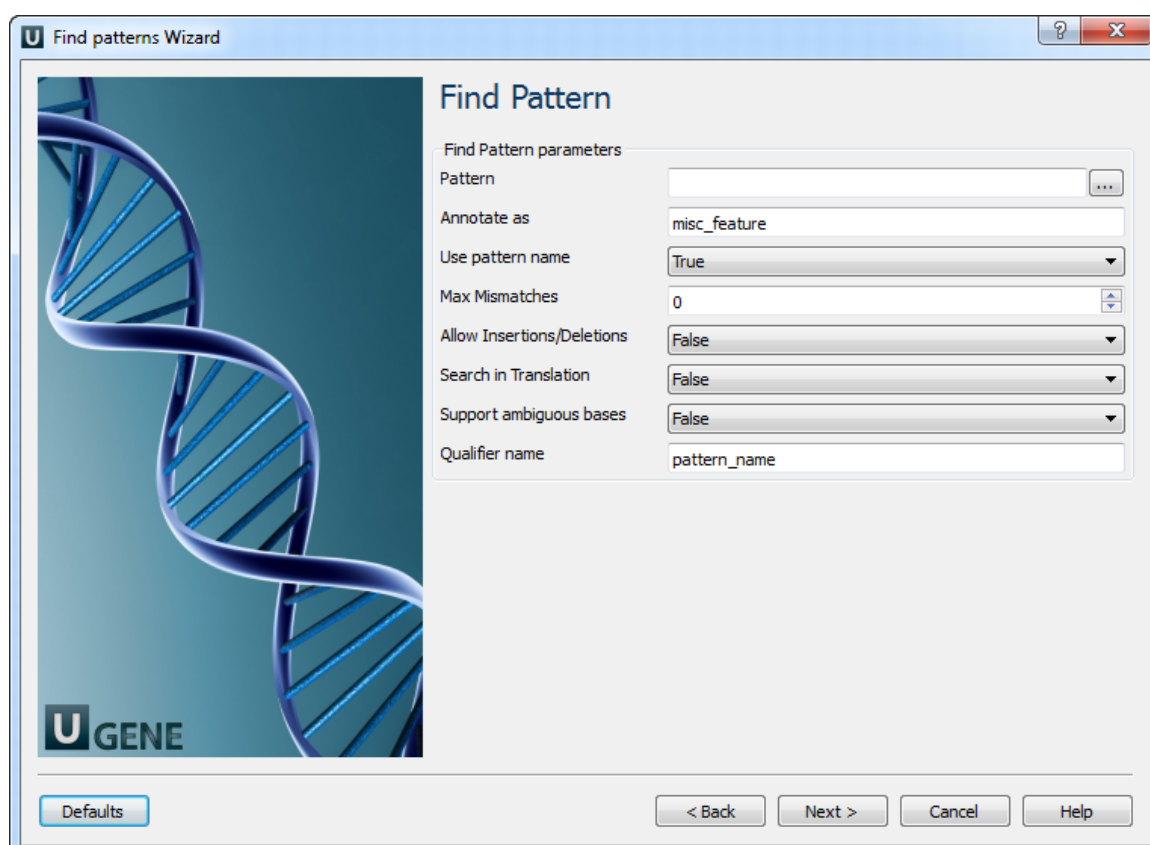 U Find patterns Wizard
?
X
Find Pattern
Find Pattern parameters
Pattern
...
Annotate as
misc_feature
Use pattern name
True
Max Mismatches
0
Allow Insertions/Deletions
False
Search in Translation
False
Support ambiguous bases
False
Qualifier name
pattern_name
U GENE
Defaults
< Back
Next >
Cancel
Help